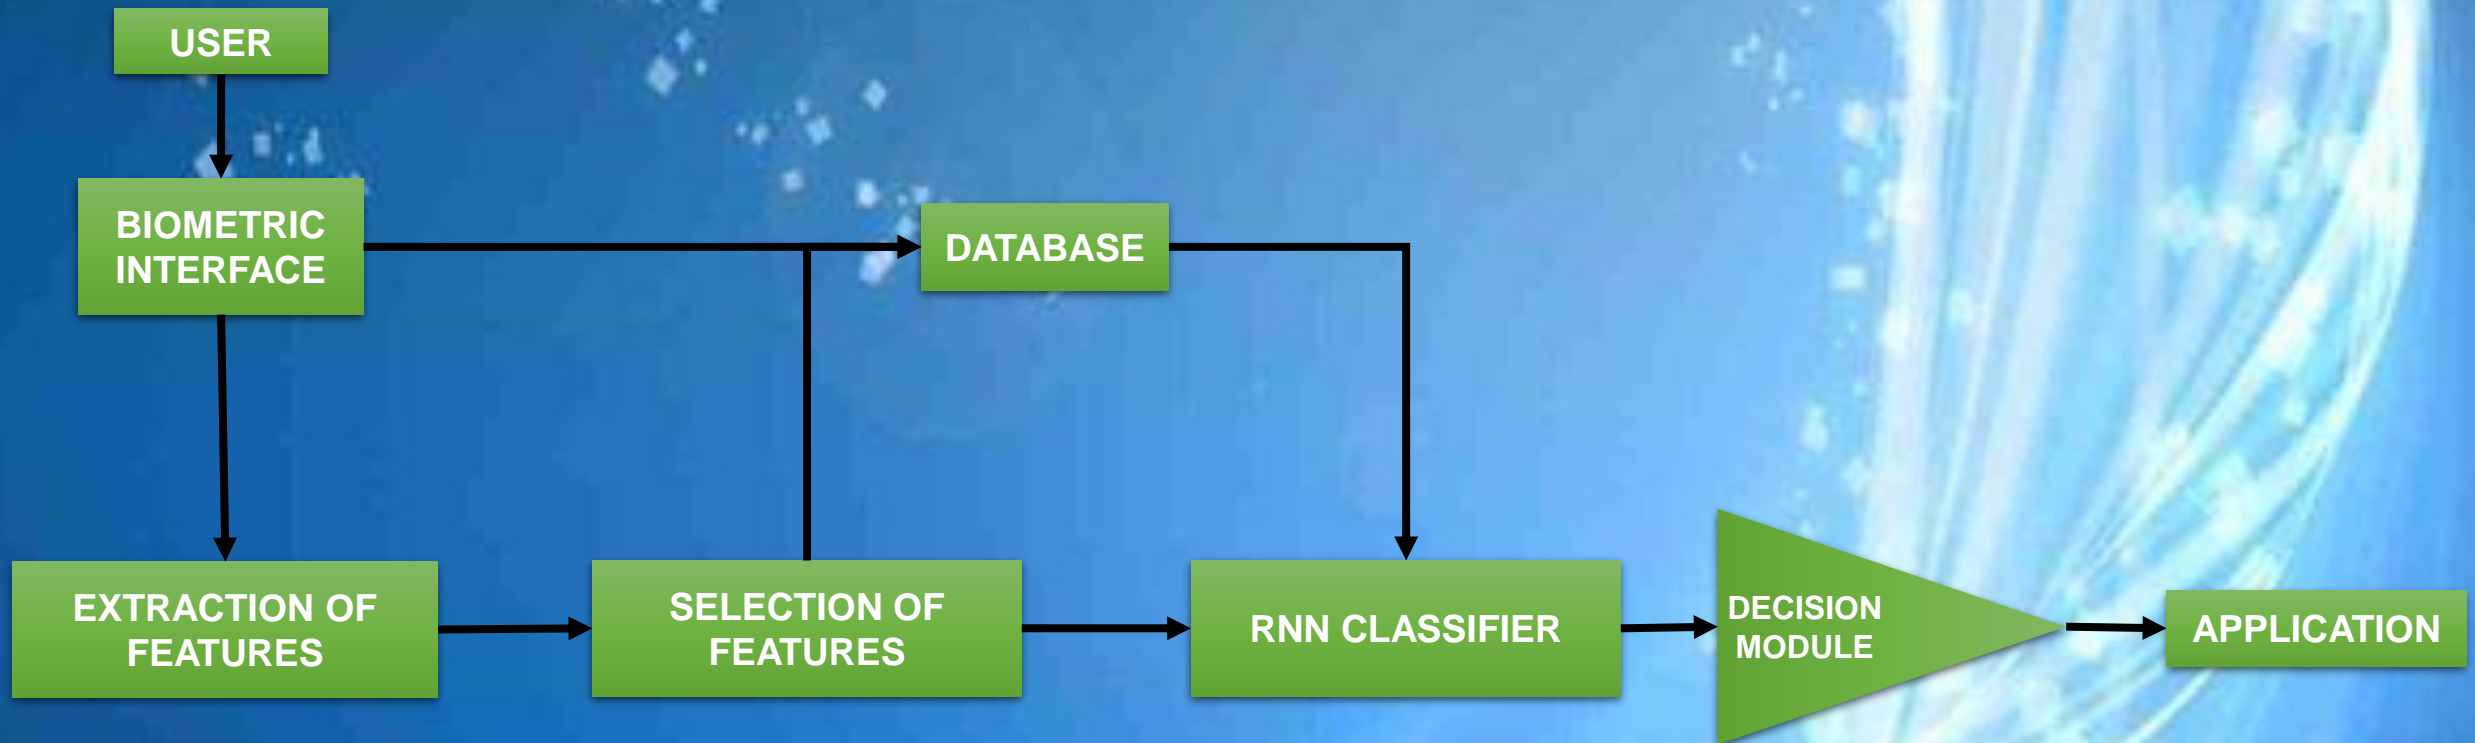 USER
BIOMETRIC
INTERFACE
DATABASE
EXTRACTION OF
FEATURES
SELECTION OF
FEATURES
RNN CLASSIFIER
DECISION
MODULE
APPLICATION